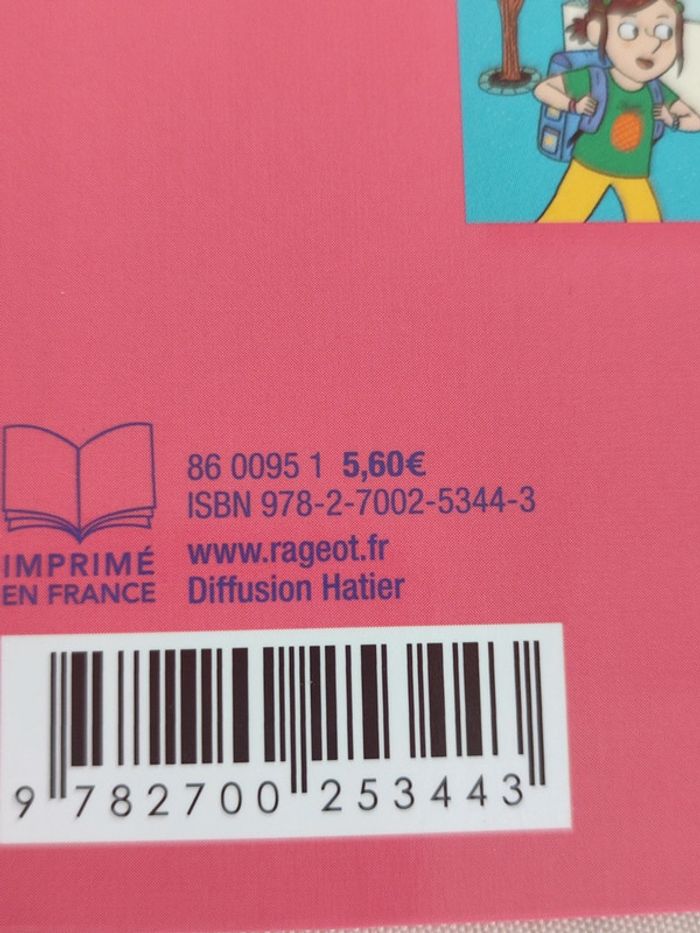 86 0095 1 5,60€
ISBN 978-2-7002-5344-3
www.rageot.fr
Diffusion Hatier
IMPRIMÉ
EN FRANCE
9 782700 253443